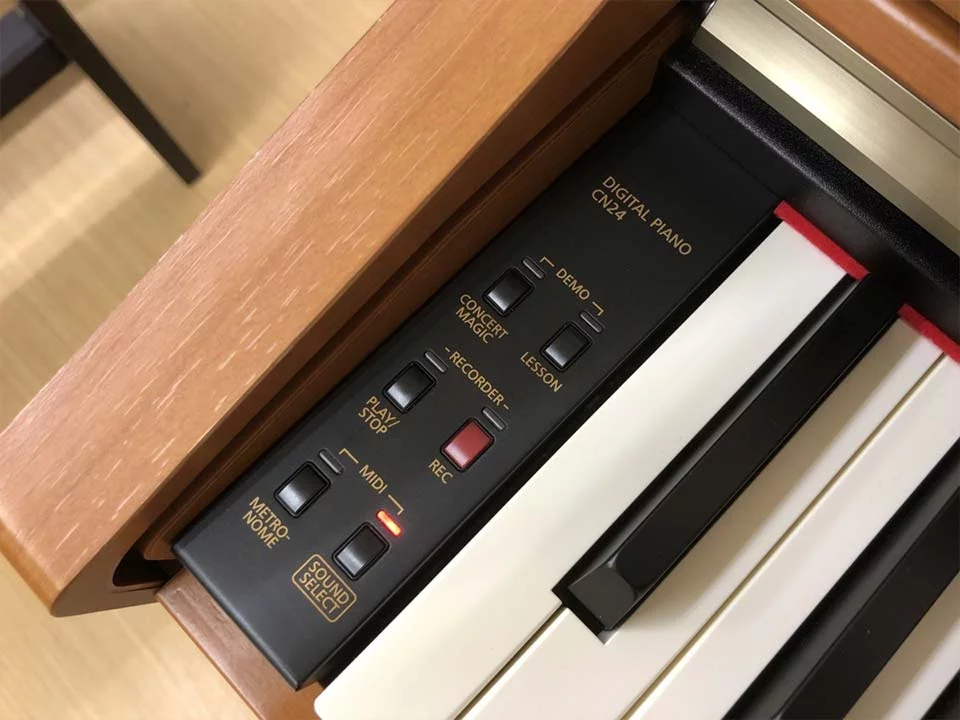 DIGITAL PIANO
CN24
DEMO
CONCERT
MAGIC
LESSON
-RECORDER-
PLAY/
STOP
REC
MIDI
METRO-
NOME
SOUND
SELECT